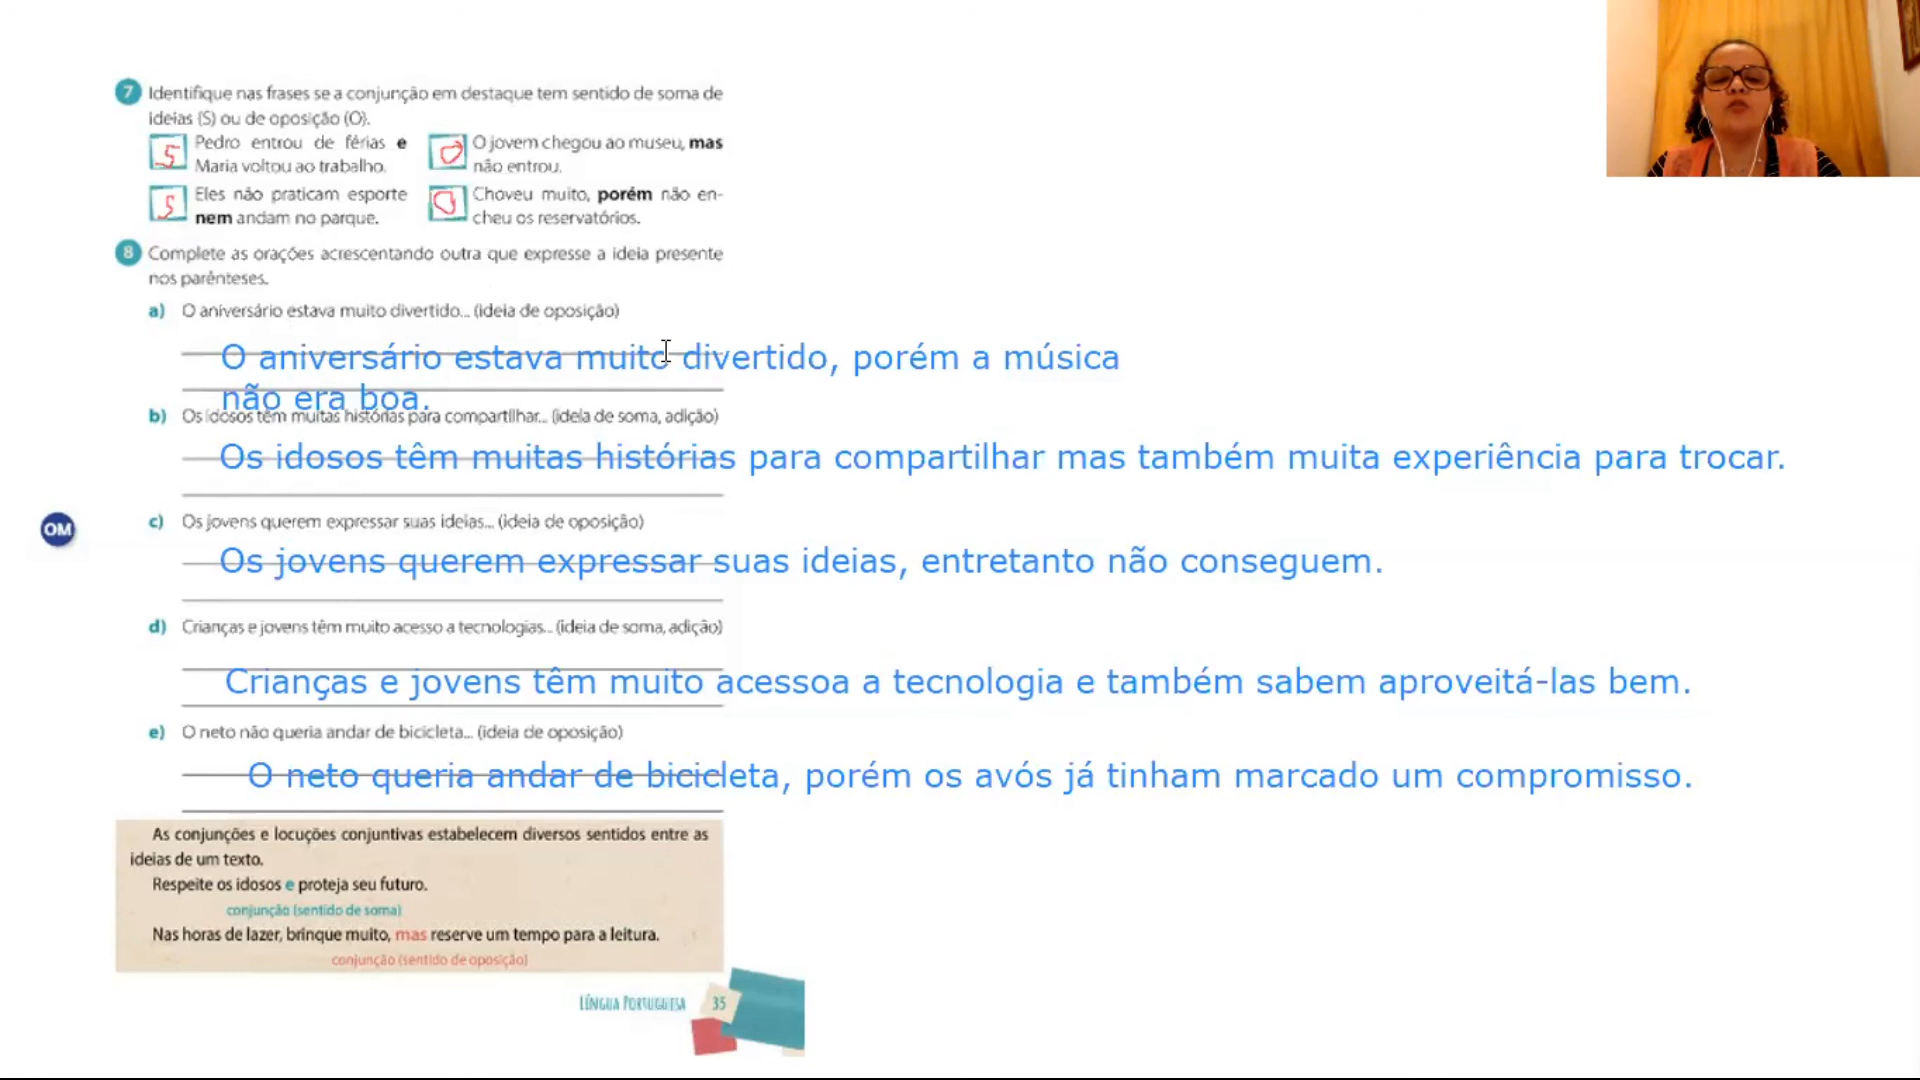 7 Identifique nas frases se a conjunção em destaque tem sentido de soma de
ideias (S) ou de oposição (O).
S Pedro entrou de férias e
Maria voltou ao trabalho.
O O jovem chegou ao museu, mas
não entrou.
S Eles não praticam esporte
nem andam no parque.
O Choveu muito, porém não en-
cheu os reservatórios.
8 Complete as orações acrescentando outra que expresse a ideia presente
nos parênteses.
a) O aniversário estava muito divertido... (ideia de oposição)
O aniversário estava muito divertido, porém a música
não era boa.
b) Os idosos têm muitas histórias para compartilhar... (ideia de soma, adição)
Os idosos têm muitas histórias para compartilhar mas também muita experiência para trocar.
OM
c) Os jovens querem expressar suas ideias... (ideia de oposição)
Os jovens querem expressar suas ideias, entretanto não conseguem.
d) Crianças e jovens têm muito acesso a tecnologias... (ideia de soma, adição)
Crianças e jovens têm muito acessoa a tecnologia e também sabem aproveitá-las bem.
e) O neto não queria andar de bicicleta... (ideia de oposição)
O neto queria andar de bicicleta, porém os avós já tinham marcado um compromisso.
As conjunções e locuções conjuntivas estabelecem diversos sentidos entre as
ideias de um texto.
Respeite os idosos e proteja seu futuro.
conjunção (sentido de soma)
Nas horas de lazer, brinque muito, mas reserve um tempo para a leitura.
conjunção (sentido de oposição)
LÍNGUA PORTUGUESA 35